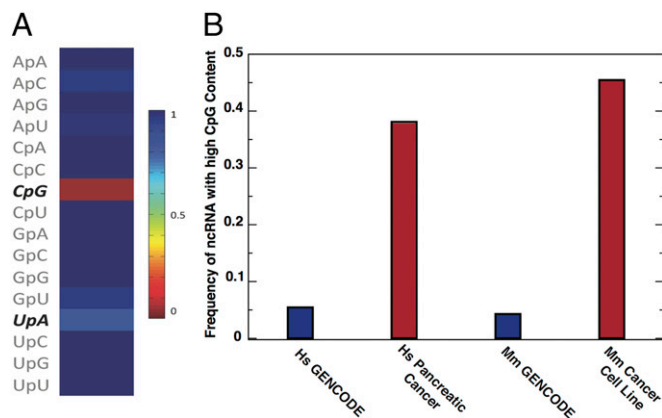 A
ApA
ApC
ApG
ApU
CpA
CpC
CpG
CpU
GpA
GpC
GpG
GpU
UpA
UpC
UpG
UpU
1
0.5
0
B
Frequency of ncRNA with high CpG Content
0.5
0.4
0.3
0.2
0.1
0
Hs GENCODE
Hs Pancreatic
Cancer
Mm GENCODE
Mm Cancer
Cell Line